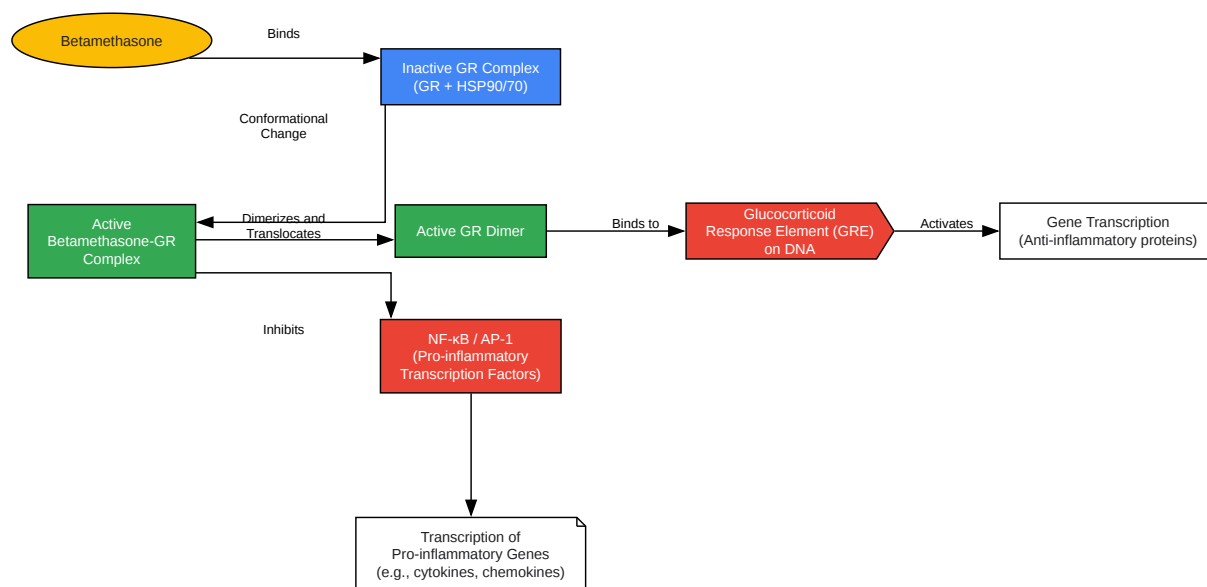 Betamethasone
Binds
Inactive GR Complex
(GR + HSP90/70)
Conformational
Change
Active
Betamethasone-GR
Complex
Dimerizes and
Translocates
Active GR Dimer
Binds to
Glucocorticoid
Response Element (GRE)
on DNA
Activates
Gene Transcription
(Anti-inflammatory proteins)
Inhibits
NF-κB / AP-1
(Pro-inflammatory
Transcription Factors)
Transcription of
Pro-inflammatory Genes
(e.g., cytokines, chemokines)